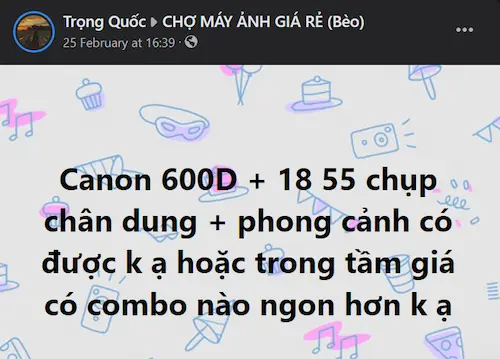 Trọng Quốc ▸ CHỢ MÁY ẢNH GIÁ RẺ (Bèo)
25 February at 16:39 ·
Canon 600D + 18 55 chụp
chân dung + phong cảnh có
được k ạ hoặc trong tầm giá
có combo nào ngon hơn k ạ